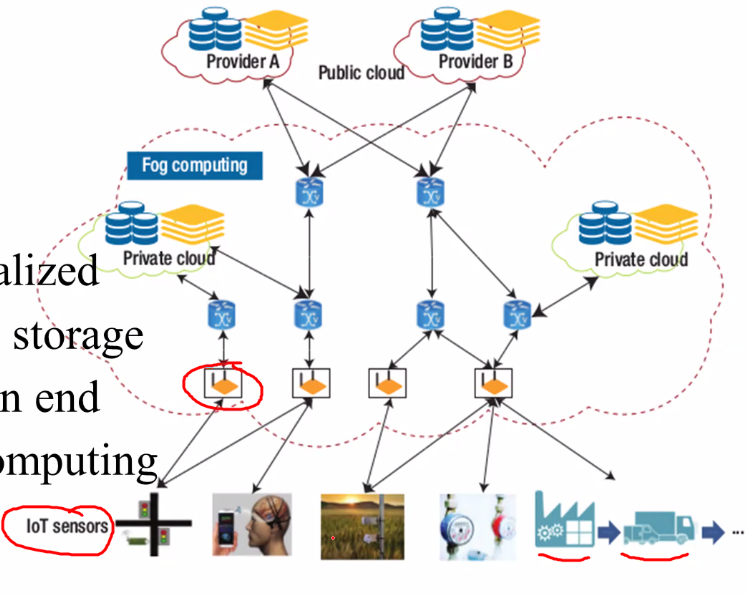 Provider A
Public cloud
Provider B
Fog computing
Private cloud
Private cloud
alized
storage
n end
omputing
IoT sensors
...